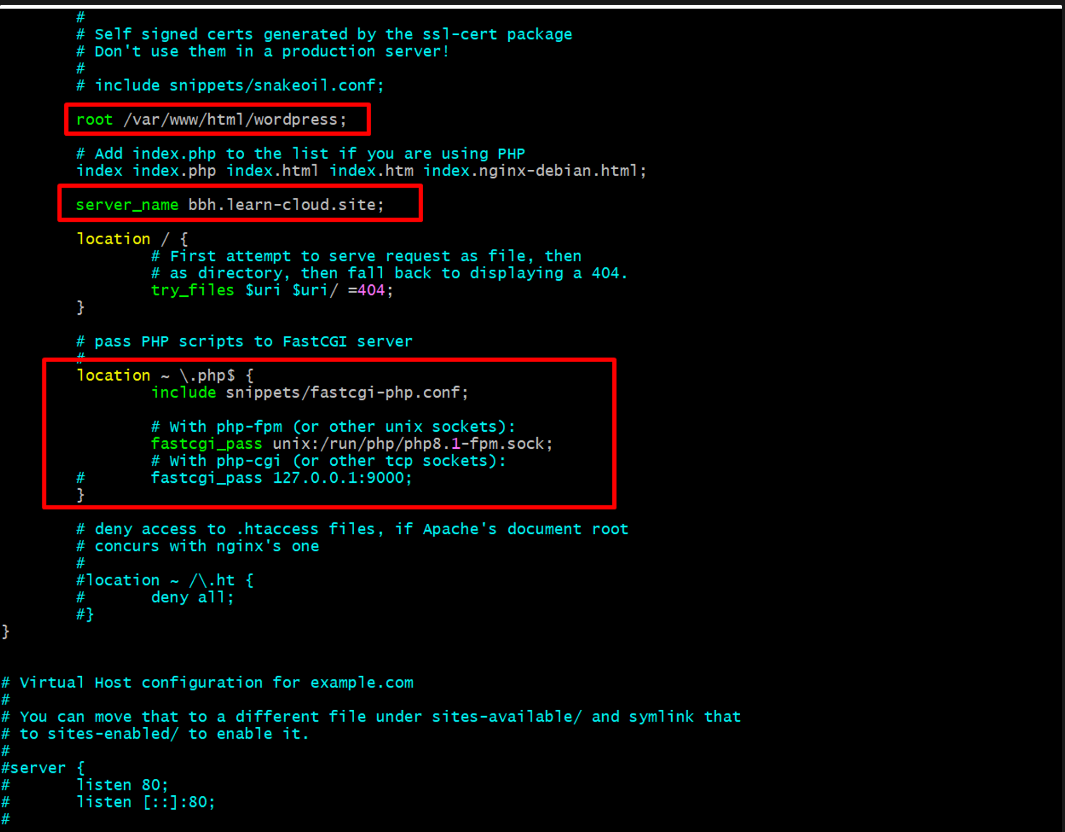 #
# Self signed certs generated by the ssl-cert package
# Don't use them in a production server!
#
# include snippets/snakeoil.conf;
root /var/www/html/wordpress;
# Add index.php to the list if you are using PHP
index index.php index.html index.htm index.nginx-debian.html;
server_name bbh.learn-cloud.site;
location / {
# First attempt to serve request as file, then
# as directory, then fall back to displaying a 404.
try_files $uri $uri/ =404;
}
# pass PHP scripts to FastCGI server
#
location ~ \.php$ {
include snippets/fastcgi-php.conf;
# With php-fpm (or other unix sockets):
fastcgi_pass unix:/run/php/php8.1-fpm.sock;
# With php-cgi (or other tcp sockets):
#       fastcgi_pass 127.0.0.1:9000;
}
# deny access to .htaccess files, if Apache's document root
# concurs with nginx's one
#
#location ~ /\.ht {
#       deny all;
#}
}
# Virtual Host configuration for example.com
#
# You can move that to a different file under sites-available/ and symlink that
# to sites-enabled/ to enable it.
#
#server {
#       listen 80;
#       listen [::]:80;
#